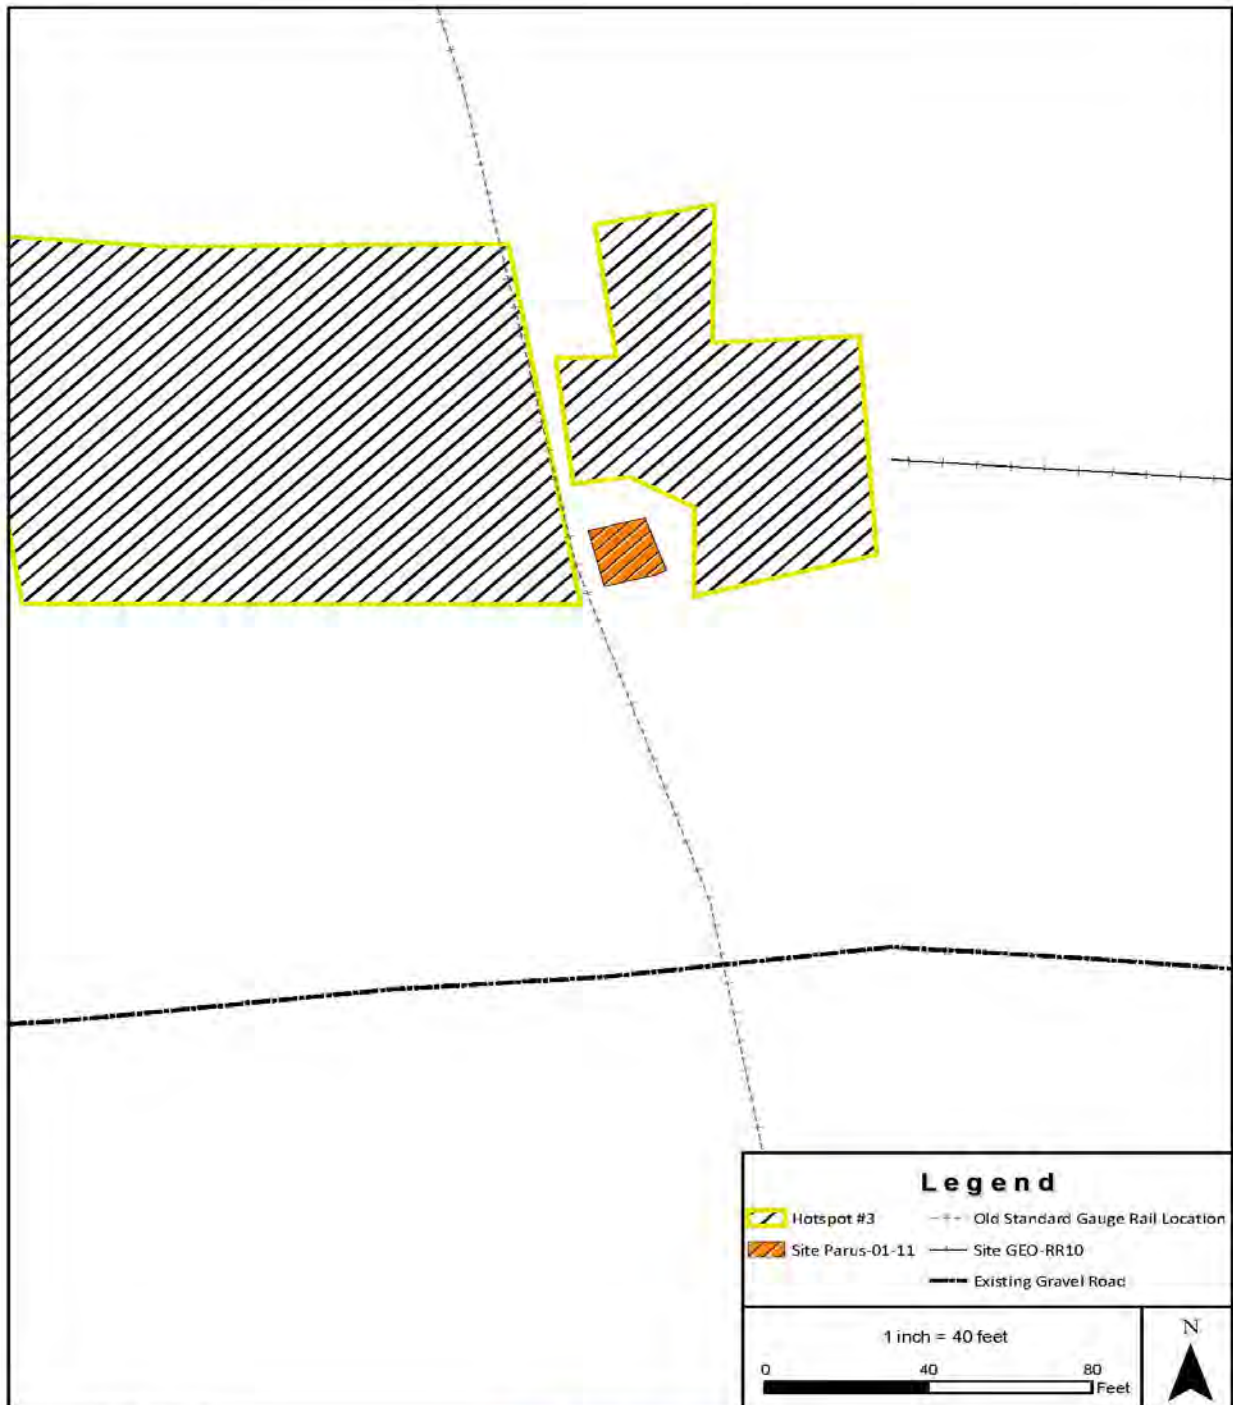 Legend
Hotspot #3
Old Standard Gauge Rail Location
Site Parus-01-11
Site GEO-RR10
Existing Gravel Road
1 inch = 40 feet
0 40 80
Feet
N